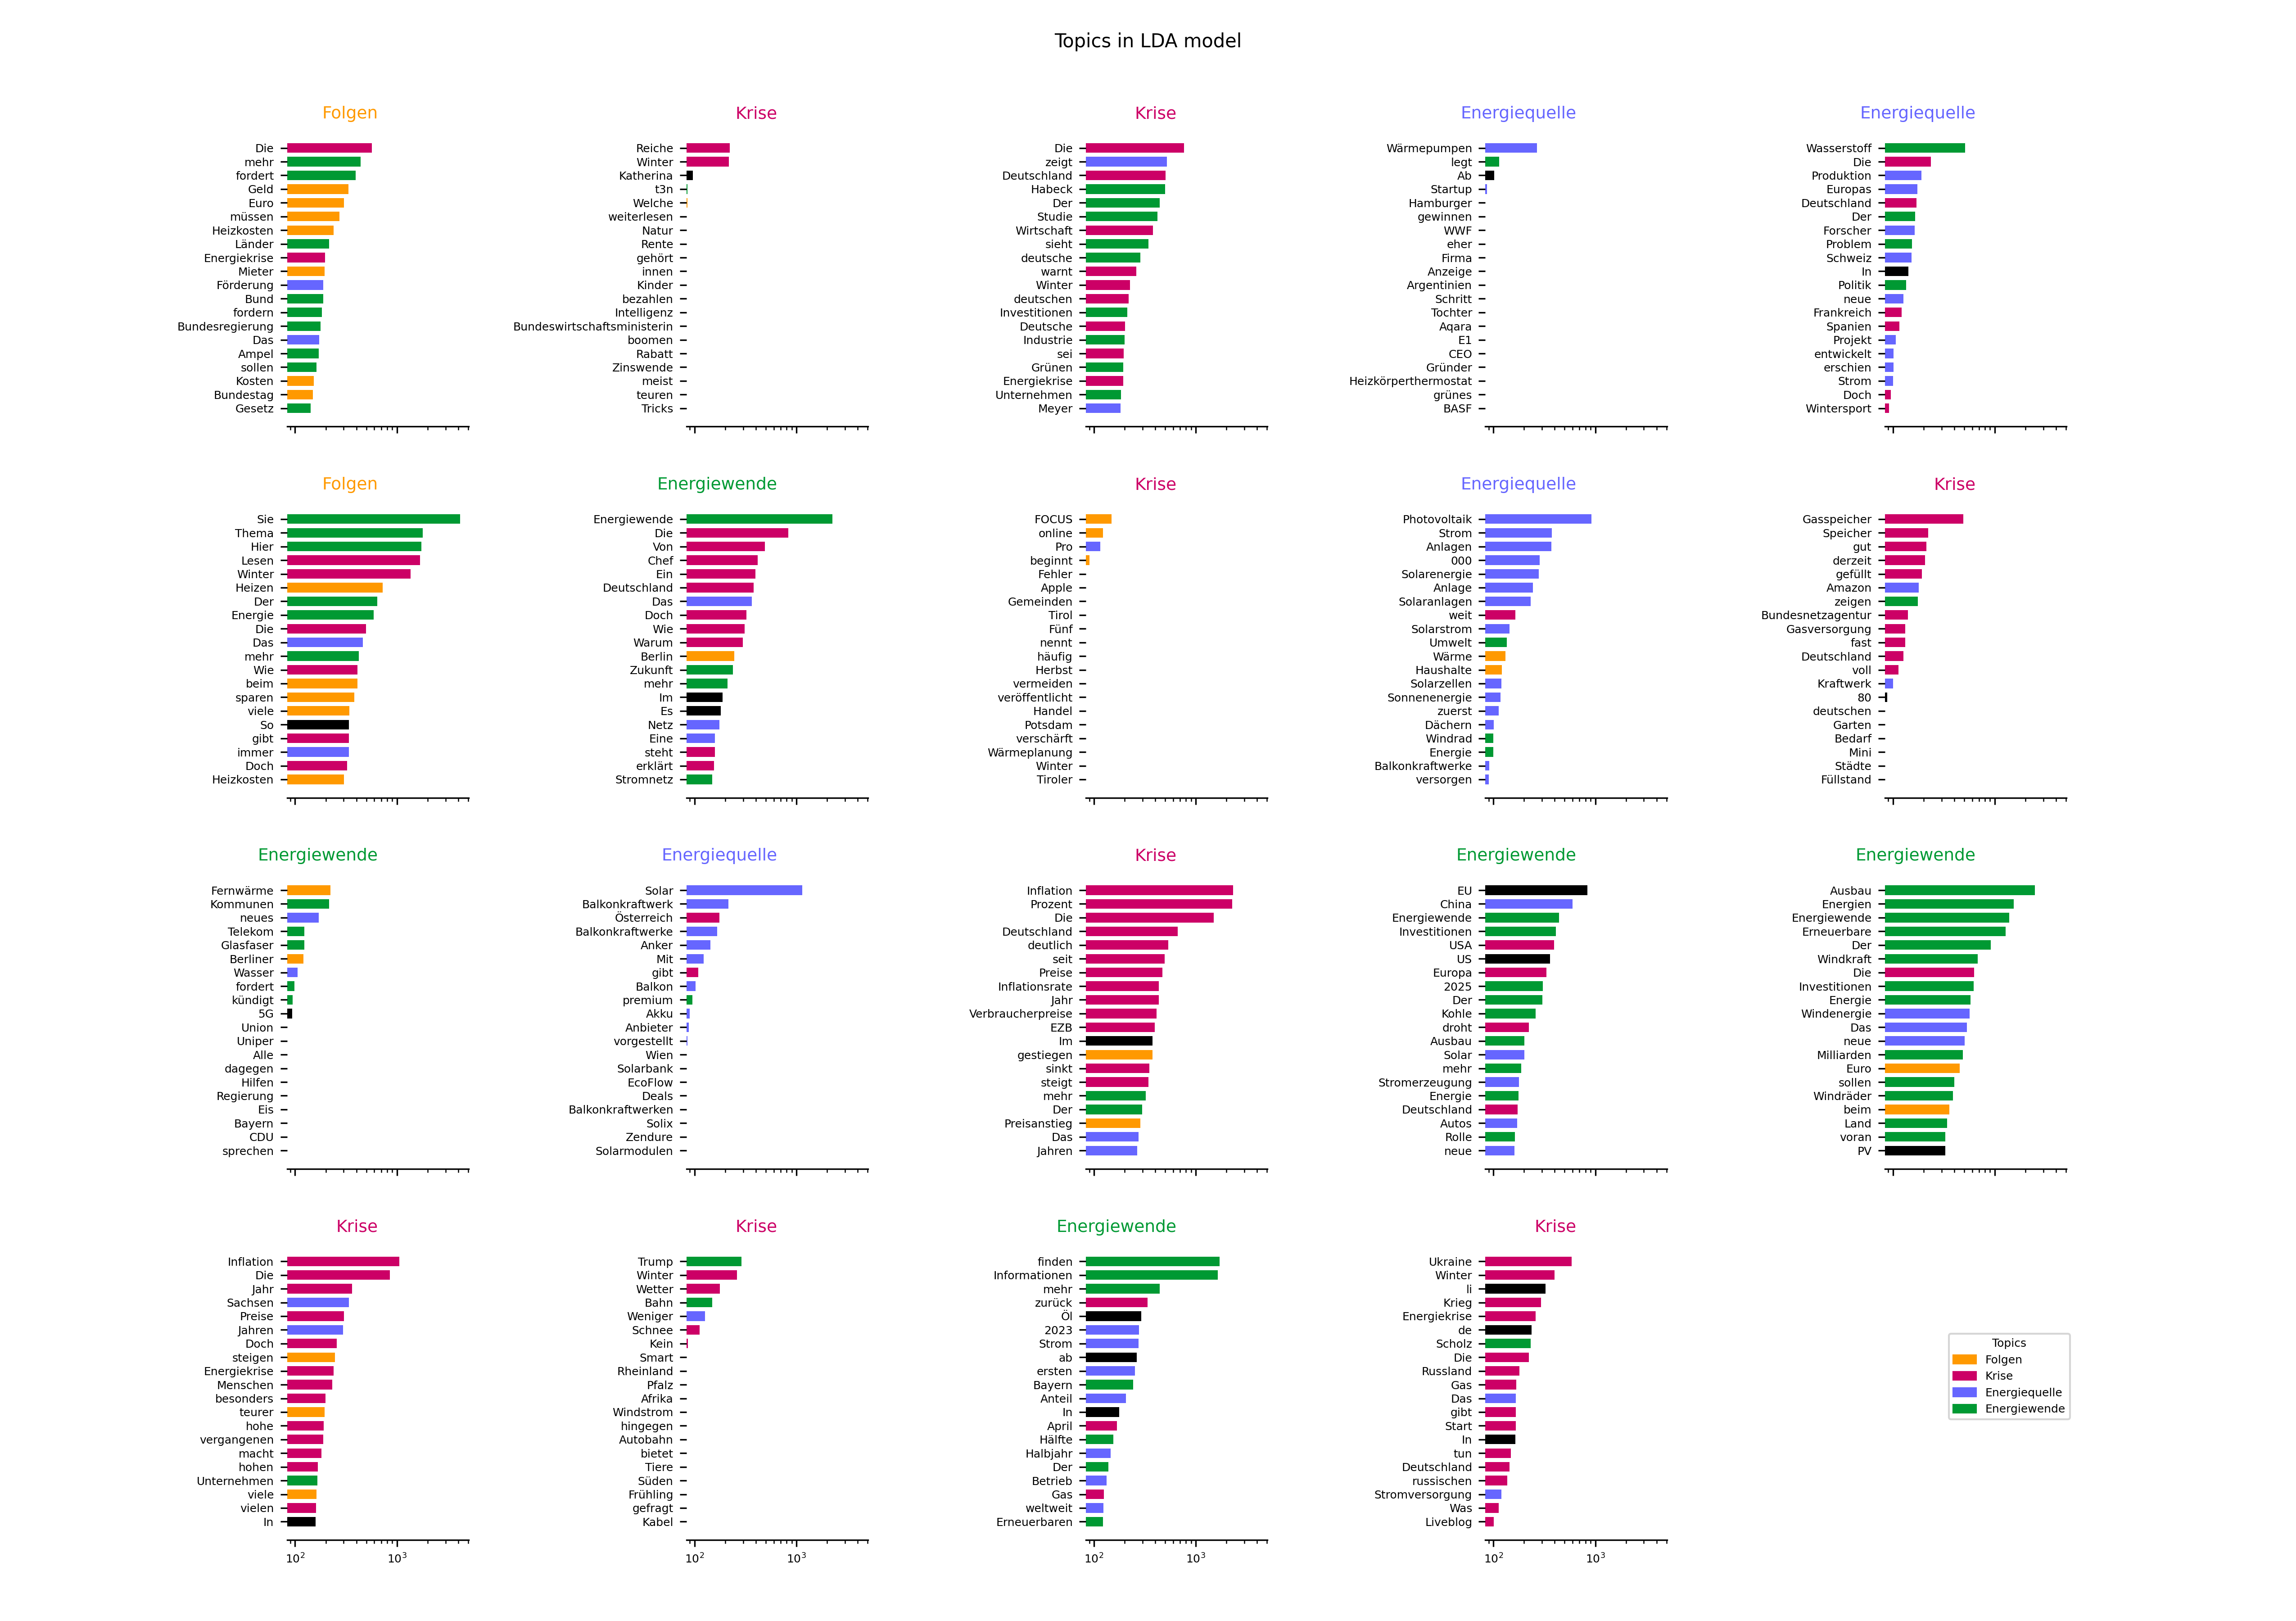 Topics in LDA model
Folgen
Die
mehr
fordert
Geld
Euro
müssen
Heizkosten
Länder
Energiekrise
Mieter
Förderung
Bund
fordern
Bundesregierung
Das
Ampel
sollen
Kosten
Bundestag
Gesetz
Krise
Reiche
Winter
Katherina
t3n
Welche
weiterlesen
Natur
Rente
gehört
innen
Kinder
bezahlen
Intelligenz
Bundeswirtschaftsministerin
boomen
Rabatt
Zinswende
meist
teuren
Tricks
Krise
Die
zeigt
Deutschland
Habeck
Der
Studie
Wirtschaft
sieht
deutsche
warnt
Winter
deutschen
Investitionen
Deutsche
Industrie
sei
Grünen
Energiekrise
Unternehmen
Meyer
Energiequelle
Wärmepumpen
legt
Ab
Startup
Hamburger
gewinnen
WWF
eher
Firma
Anzeige
Argentinien
Schritt
Tochter
Aqara
E1
CEO
Gründer
Heizkörperthermostat
grünes
BASF
Energiequelle
Wasserstoff
Die
Produktion
Europas
Deutschland
Der
Forscher
Problem
Schweiz
In
Politik
neue
Frankreich
Spanien
Projekt
entwickelt
erschien
Strom
Doch
Wintersport
Folgen
Sie
Thema
Hier
Lesen
Winter
Heizen
Der
Energie
Die
Das
mehr
Wie
beim
sparen
viele
So
gibt
immer
Doch
Heizkosten
Energiewende
Energiewende
Die
Von
Chef
Ein
Deutschland
Das
Doch
Wie
Warum
Berlin
Zukunft
mehr
Im
Es
Netz
Eine
steht
erklärt
Stromnetz
Krise
FOCUS
online
Pro
beginnt
Fehler
Apple
Gemeinden
Tirol
Fünf
nennt
häufig
Herbst
vermeiden
veröffentlicht
Handel
Potsdam
verschärft
Wärmeplanung
Winter
Tiroler
Energiequelle
Photovoltaik
Strom
Anlagen
000
Solarenergie
Anlage
Solaranlagen
weit
Solarstrom
Umwelt
Wärme
Haushalte
Solarzellen
Sonnenenergie
zuerst
Dächern
Windrad
Energie
Balkonkraftwerke
versorgen
Krise
Gasspeicher
Speicher
gut
derzeit
gefüllt
Amazon
zeigen
Bundesnetzagentur
Gasversorgung
fast
Deutschland
voll
Kraftwerk
80
deutschen
Garten
Bedarf
Mini
Städte
Füllstand
Energiewende
Fernwärme
Kommunen
neues
Telekom
Glasfaser
Berliner
Wasser
fordert
kündigt
5G
Union
Uniper
Alle
dagegen
Hilfen
Regierung
Eis
Bayern
CDU
sprechen
Energiequelle
Solar
Balkonkraftwerk
Österreich
Balkonkraftwerke
Anker
Mit
gibt
Balkon
premium
Akku
Anbieter
vorgestellt
Wien
Solarbank
EcoFlow
Deals
Balkonkraftwerken
Solix
Zendure
Solarmodulen
Krise
Inflation
Prozent
Die
Deutschland
deutlich
seit
Preise
Inflationsrate
Jahr
Verbraucherpreise
EZB
Im
gestiegen
sinkt
steigt
mehr
Der
Preisanstieg
Das
Jahren
Energiewende
EU
China
Energiewende
Investitionen
USA
US
Europa
2025
Der
Kohle
droht
Ausbau
Solar
mehr
Stromerzeugung
Energie
Deutschland
Autos
Rolle
neue
Energiewende
Ausbau
Energien
Energiewende
Erneuerbare
Der
Windkraft
Die
Investitionen
Energie
Windenergie
Das
neue
Milliarden
Euro
sollen
Windräder
beim
Land
voran
PV
Krise
Inflation
Die
Jahr
Sachsen
Preise
Jahren
Doch
steigen
Energiekrise
Menschen
besonders
teurer
hohe
vergangenen
macht
hohen
Unternehmen
viele
vielen
In
10² 10³
Krise
Trump
Winter
Wetter
Bahn
Weniger
Schnee
Kein
Smart
Rheinland
Pfalz
Afrika
Windstrom
hingegen
Autobahn
bietet
Tiere
Süden
Frühling
gefragt
Kabel
10² 10³
Energiewende
finden
Informationen
mehr
zurück
Öl
2023
Strom
ab
ersten
Bayern
Anteil
In
April
Hälfte
Halbjahr
Der
Betrieb
Gas
weltweit
Erneuerbaren
10² 10³
Krise
Ukraine
Winter
li
Krieg
Energiekrise
de
Scholz
Die
Russland
Gas
Das
gibt
Start
In
tun
Deutschland
russischen
Stromversorgung
Was
Liveblog
10² 10³
Topics
Folgen
Krise
Energiequelle
Energiewende